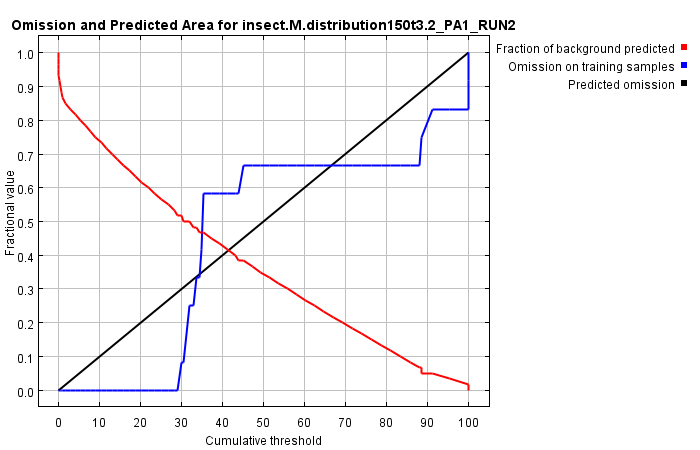 Omission and Predicted Area for insect.M.distribution150t3.2_PA1_RUN2
Fraction of background predicted
Omission on training samples
Predicted omission
Fractional value
1.0
0.9
0.8
0.7
0.6
0.5
0.4
0.3
0.2
0.1
0.0
0 10 20 30 40 50 60 70 80 90 100
Cumulative threshold